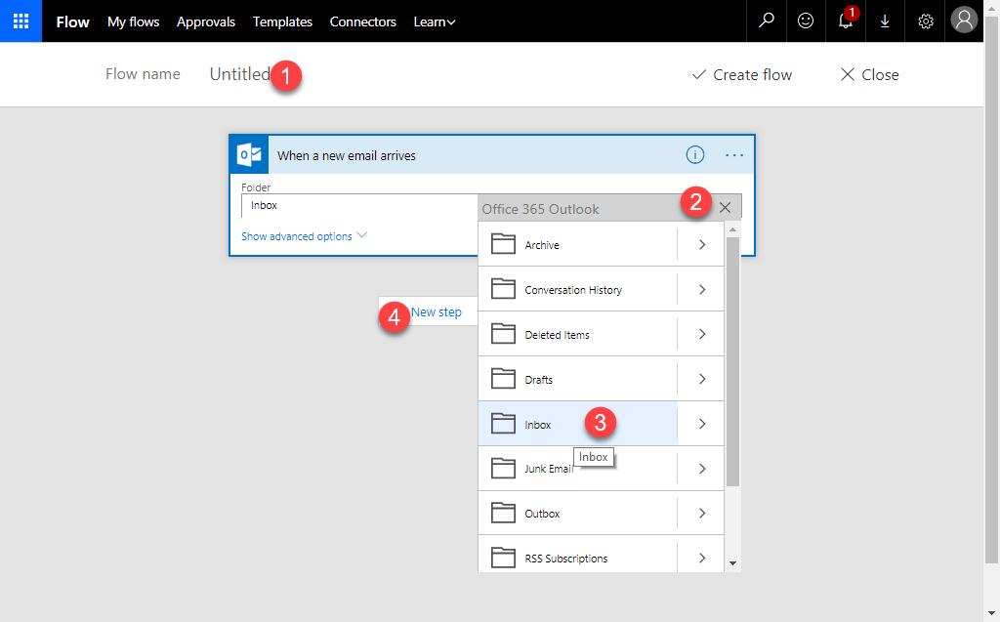 Flow My flows Approvals Templates Connectors Learn 1
Flow name Untitled 1 Create flow Close
When a new email arrives
Folder
Inbox
Office 365 Outlook 2
Show advanced options
Archive
Conversation History
4 New step
Deleted Items
Drafts
Inbox 3
Inbox
Junk Email
Outbox
RSS Subscriptions